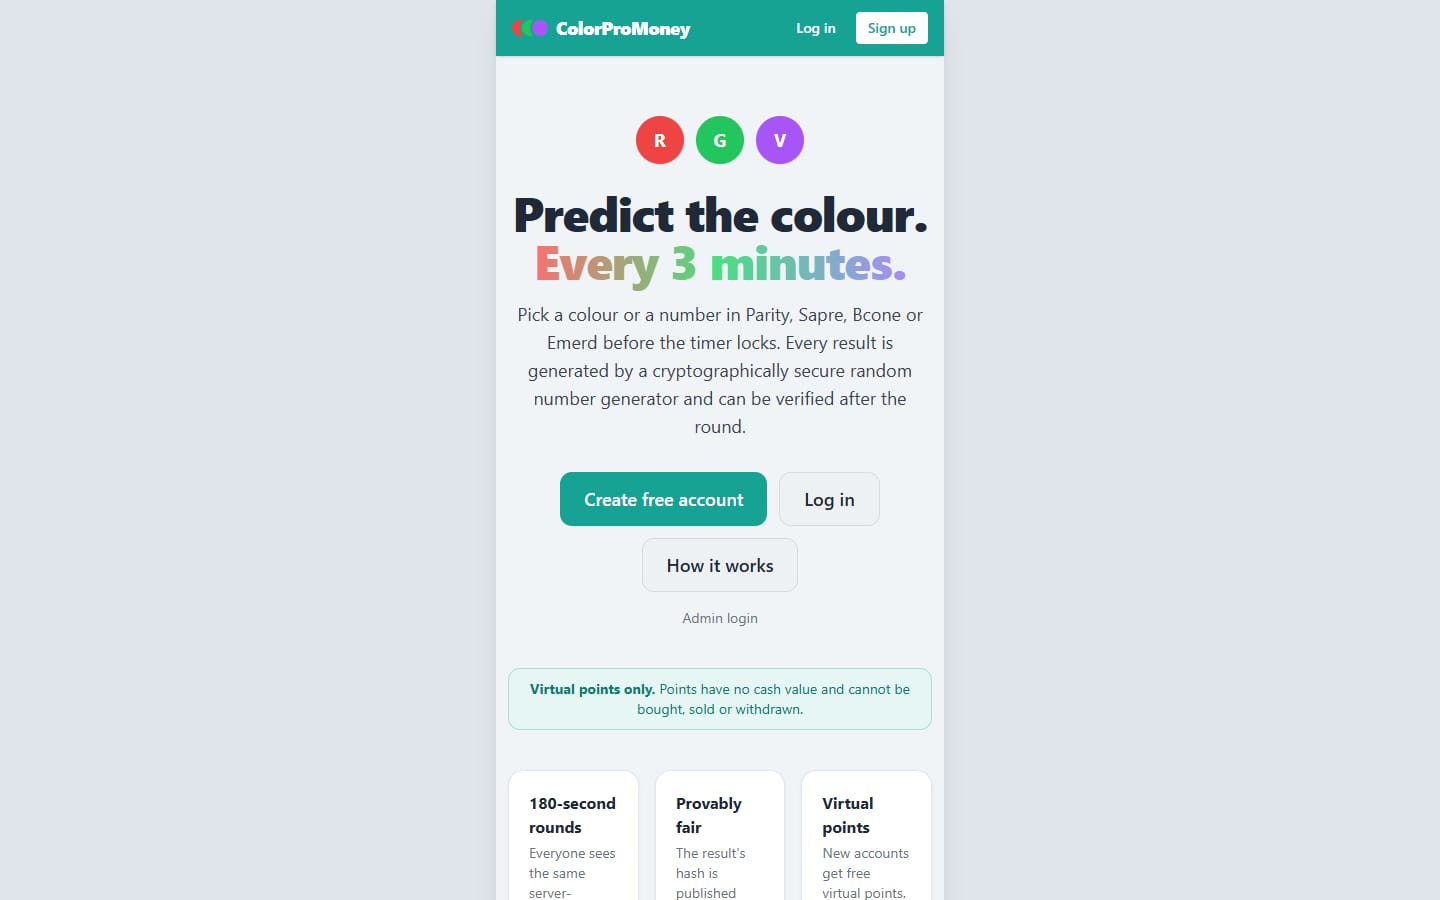 ColorProMoney
Log in
Sign up
R
G
V
Predict the colour.
Every 3 minutes.
Pick a colour or a number in Parity, Sapre, Bcone or
Emerd before the timer locks. Every result is
generated by a cryptographically secure random
number generator and can be verified after the
round.
Create free account
Log in
How it works
Admin login
Virtual points only. Points have no cash value and cannot be
bought, sold or withdrawn.
180-second
rounds
Everyone sees
the same
server-
Provably
fair
The result's
hash is
published
Virtual
points
New accounts
get free
virtual points.